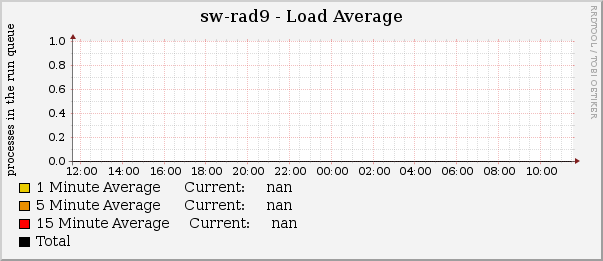 sw-rad9 - Load Average
RRDTOOL / TOBI OETIKER
processes in the run queue
1.0
0.8
0.6
0.4
0.2
0.0
12:00 14:00 16:00 18:00 20:00 22:00 00:00 02:00 04:00 06:00 08:00 10:00
1 Minute Average Current: nan
5 Minute Average Current: nan
15 Minute Average Current: nan
Total